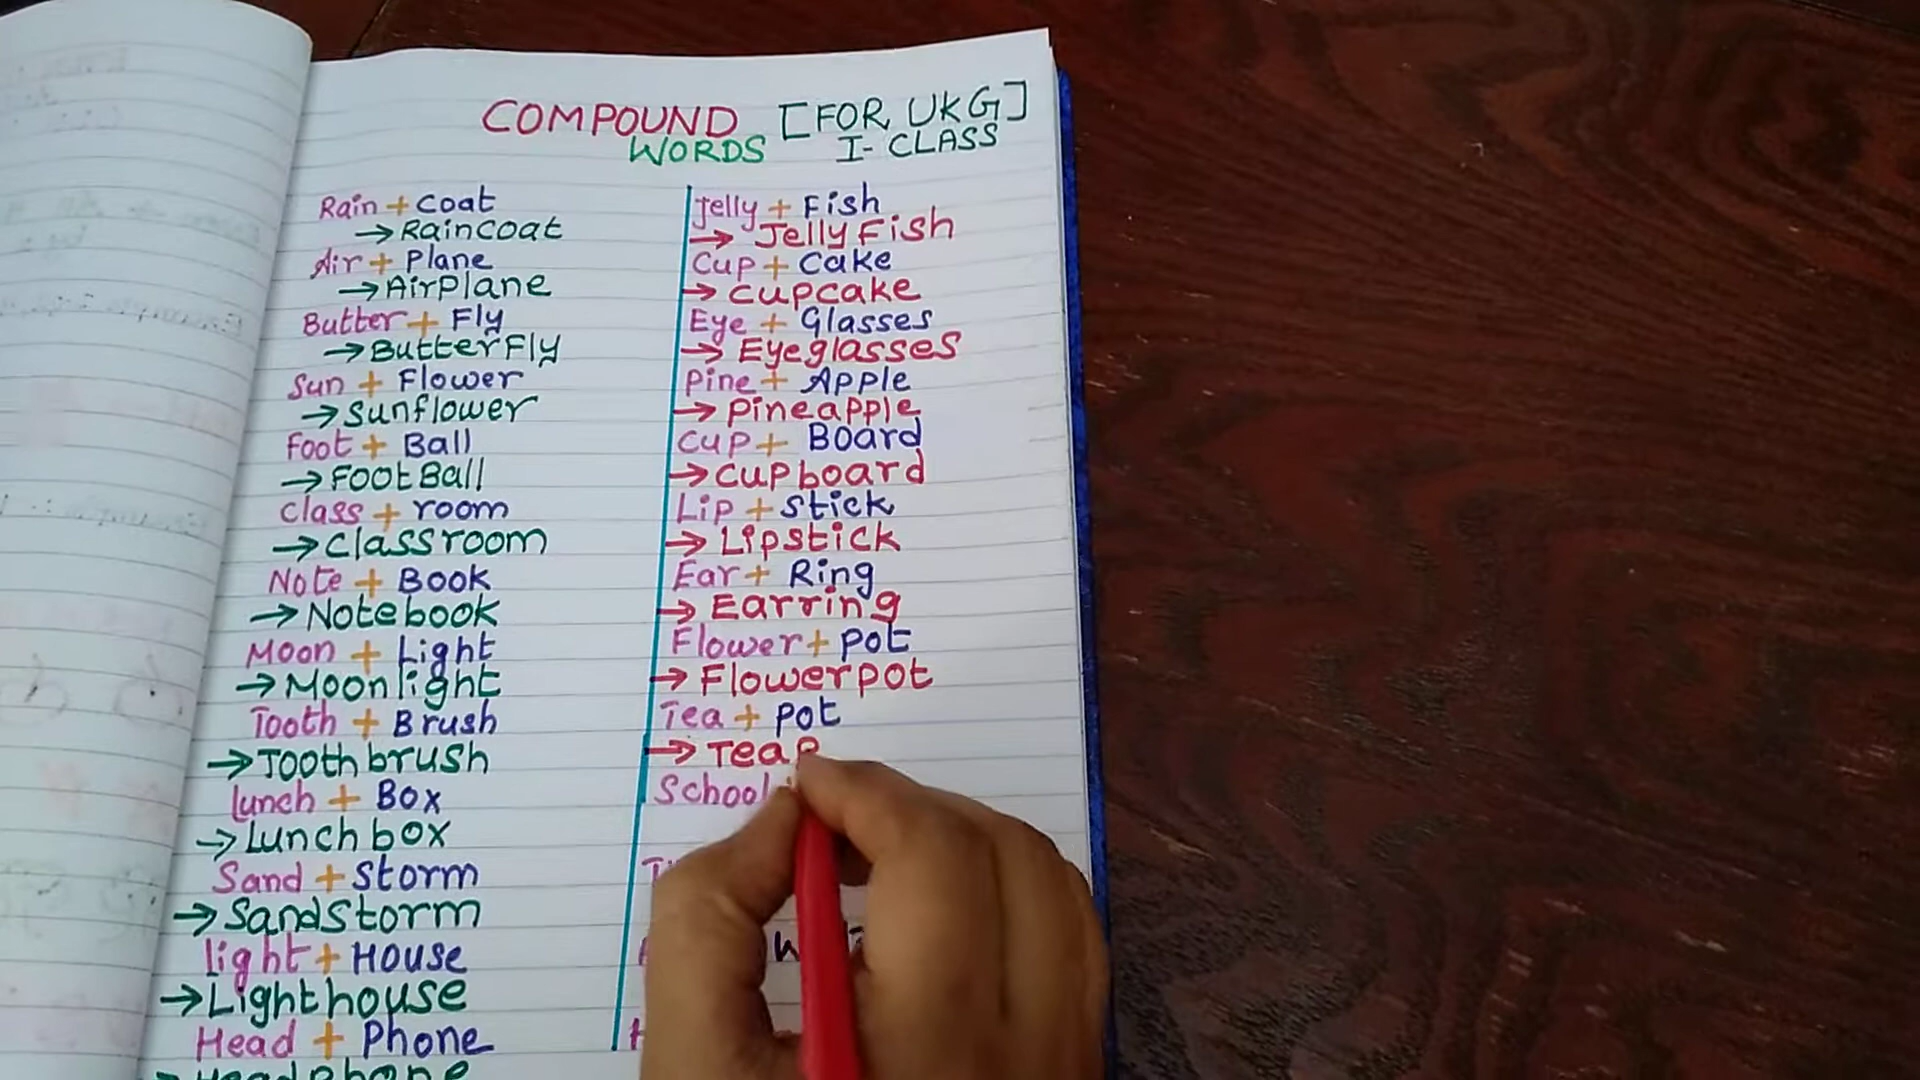 COMPOUND [FOR UKG]
WORDS I- CLASS
Rain + Coat
→ Raincoat
Air + Plane
→ AirPlane
Butter + Fly
→ ButterFly
Sun + Flower
→ Sunflower
Foot + Ball
→ FootBall
Class + room
→ Classroom
Note + Book
→ Notebook
Moon + Light
→ Moonlight
Tooth + Brush
→ Toothbrush
Lunch + Box
→ Lunchbox
Sand + Storm
→ Sandstorm
light + House
→ Lighthouse
Head + Phone
Headphone
Jelly + Fish
→ JellyFish
Cup + Cake
→ Cupcake
Eye + Glasses
→ Eyeglasses
Pine + Apple
→ Pineapple
Cup + Board
→ Cupboard
Lip + Stick
→ Lipstick
Ear + Ring
→ Earring
Flower + Pot
→ Flowerpot
Tea + Pot
→ Teap
School